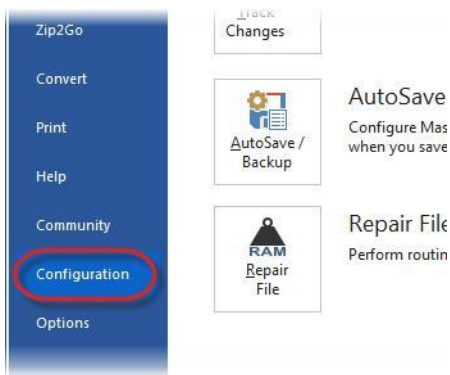 Zip2Go
Convert
Print
Help
Community
Configuration
Options
Track
Changes
AutoSave /
Backup
AutoSave
Configure Mas
when you save
RAM
Repair
File
Repair File
Perform routin